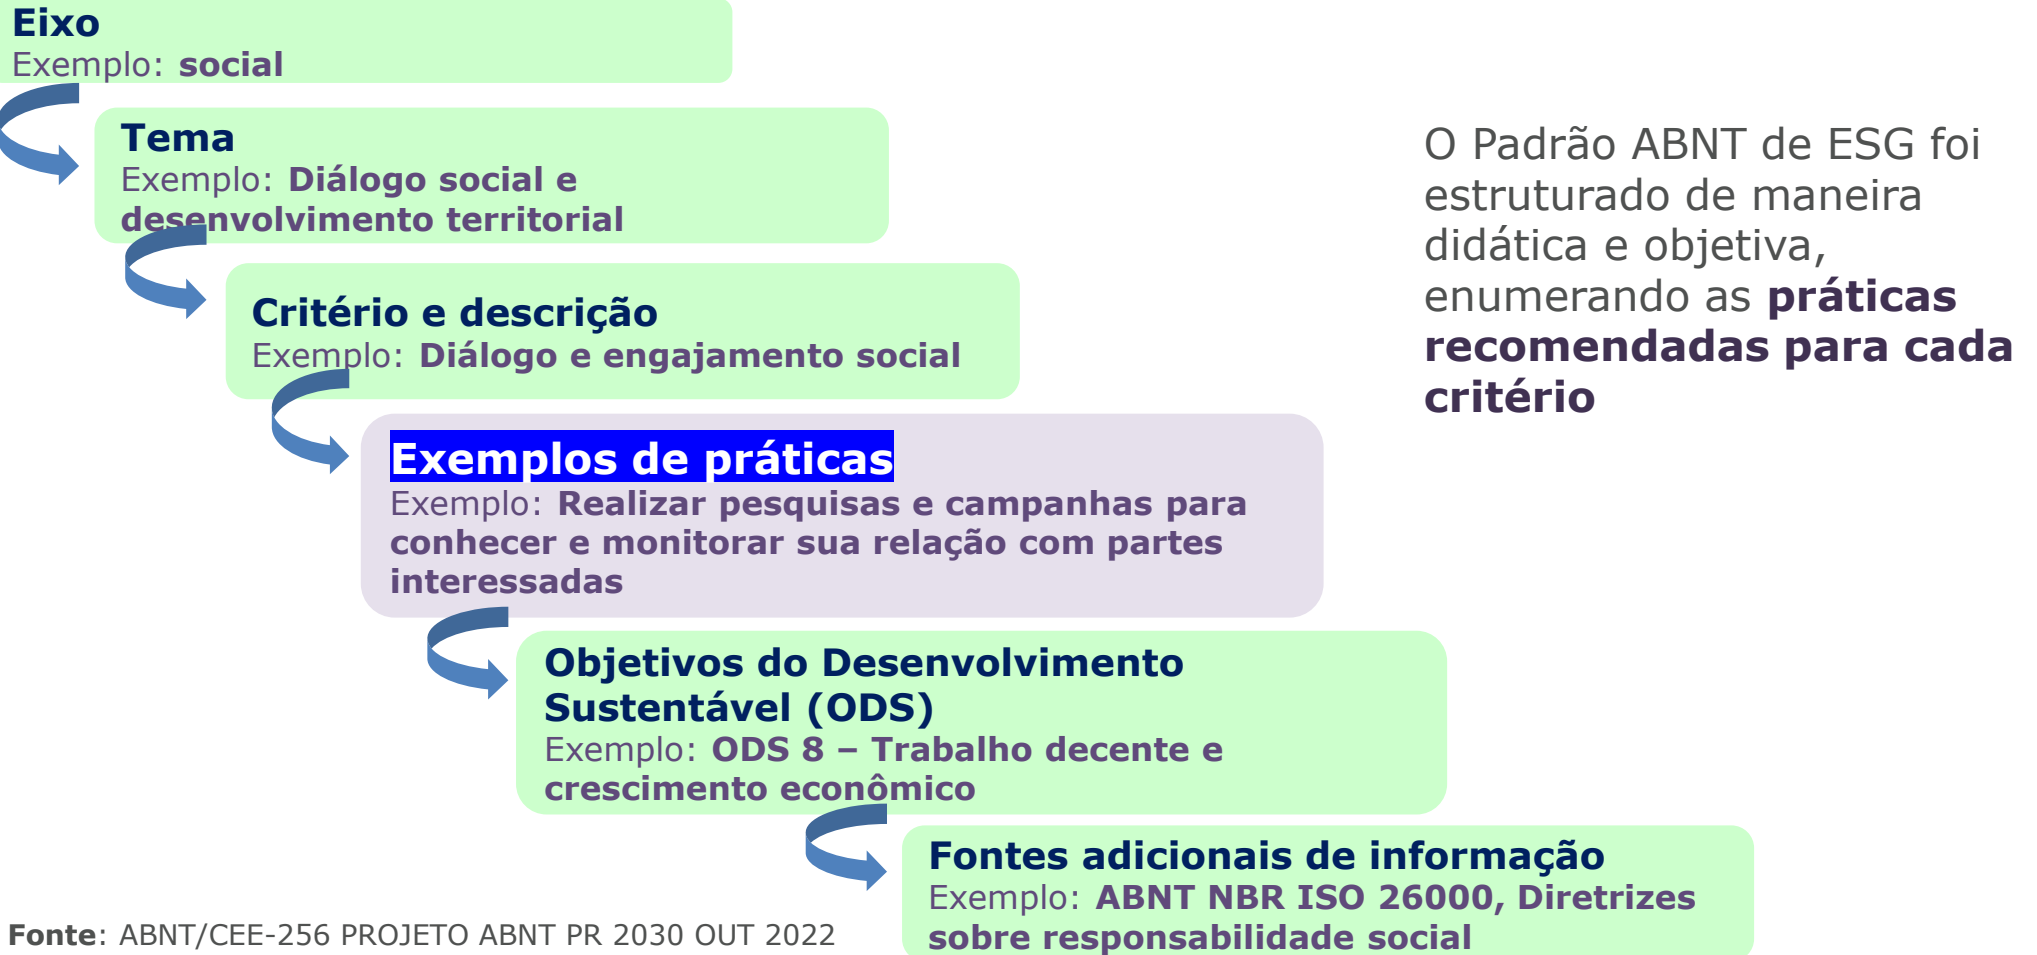 Eixo
Exemplo: social
Tema
Exemplo: Diálogo social e
desenvolvimento territorial
Critério e descrição
Exemplo: Diálogo e engajamento social
Exemplos de práticas
Exemplo: Realizar pesquisas e campanhas para
conhecer e monitorar sua relação com partes
interessadas
Objetivos do Desenvolvimento
Sustentável (ODS)
Exemplo: ODS 8 – Trabalho decente e
crescimento econômico
Fontes adicionais de informação
Exemplo: ABNT NBR ISO 26000, Diretrizes
sobre responsabilidade social
O Padrão ABNT de ESG foi
estruturado de maneira
didática e objetiva,
enumerando as práticas
recomendadas para cada
critério
Fonte: ABNT/CEE-256 PROJETO ABNT PR 2030 OUT 2022